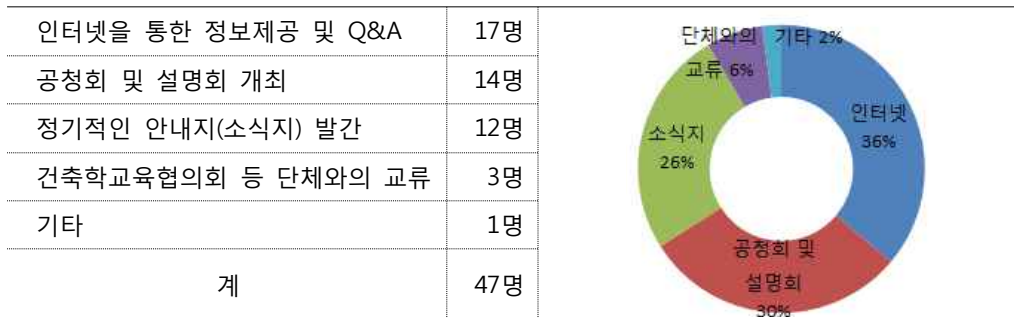 인터넷을 통한 정보제공 및 Q&A 17명
공청회 및 설명회 개최 14명
정기적인 안내지(소식지) 발간 12명
건축학교육협의회 등 단체와의 교류 3명
기타 1명
계 47명
단체와의
교류 6%
기타 2%
인터넷
36%
소식지
26%
공청회 및
설명회
30%